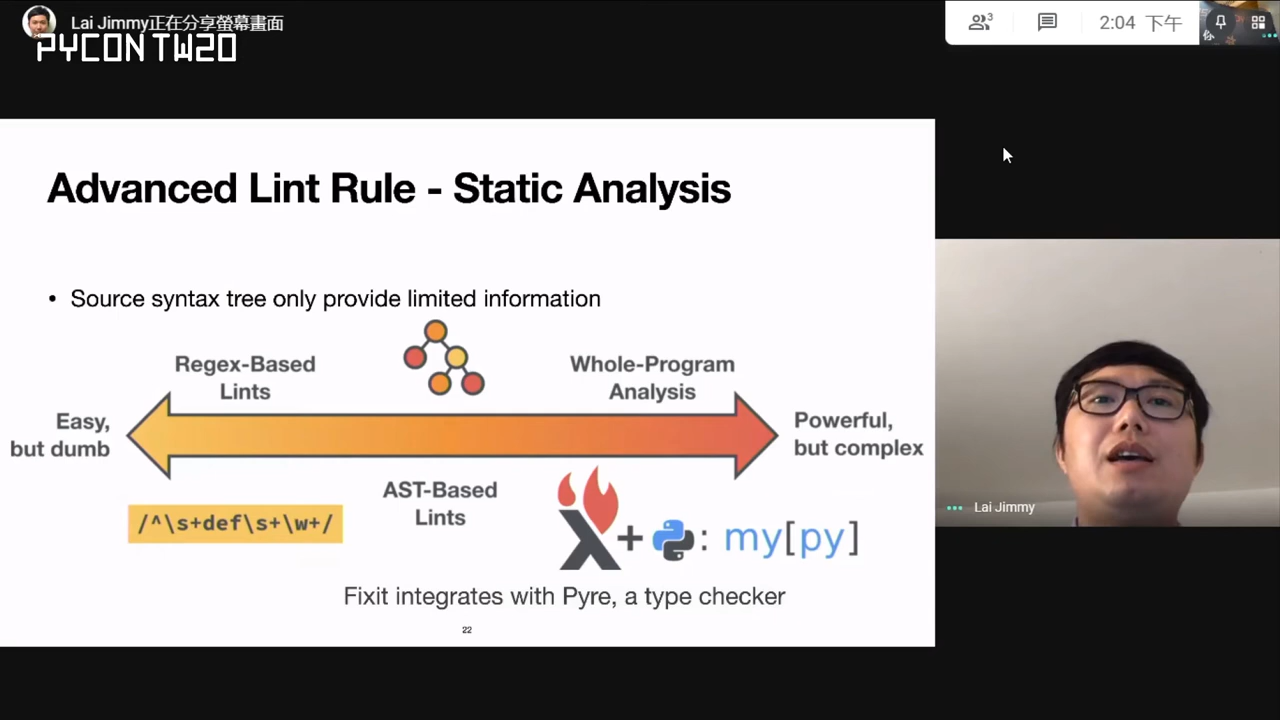 Lai Jimmy正在分享螢幕畫面
PYCON TW20
3
2:04 下午
你
Advanced Lint Rule - Static Analysis
• Source syntax tree only provide limited information
Regex-Based
Lints
Whole-Program
Analysis
Easy,
but dumb
Powerful,
but complex
AST-Based
Lints
/^\s+def\s+\w+/
+ : my[py]
Fixit integrates with Pyre, a type checker
22
Lai Jimmy